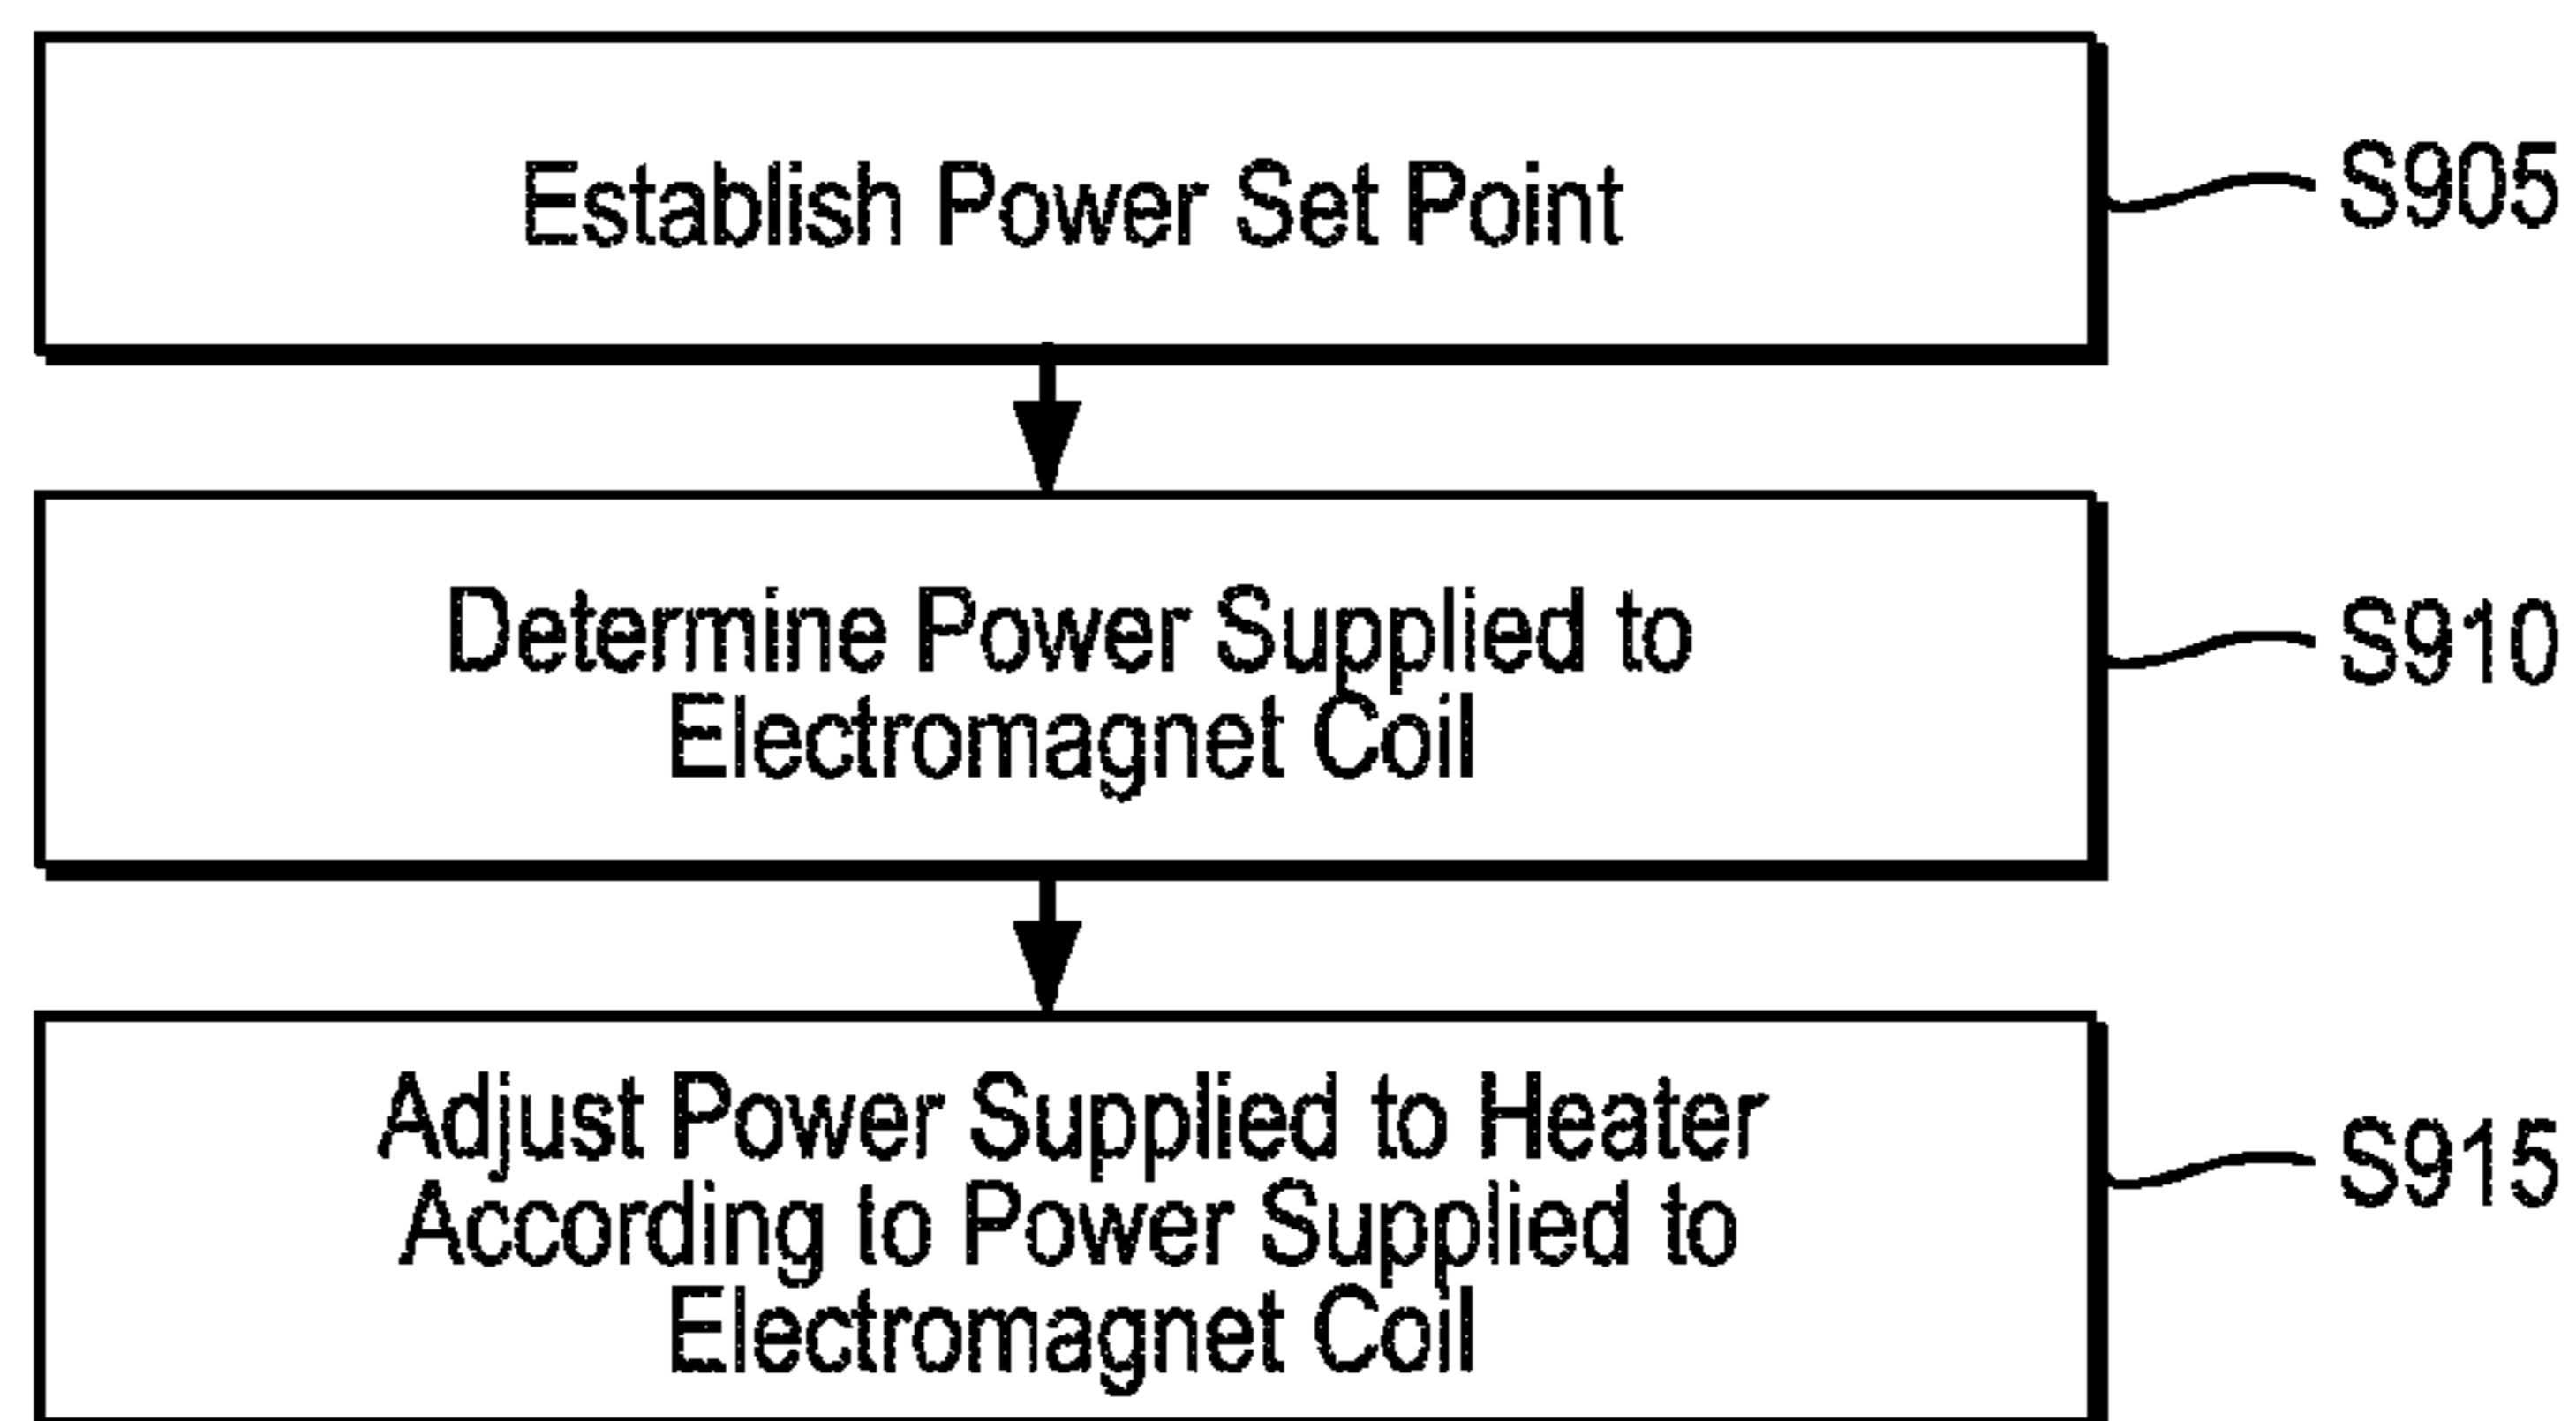 Establish Power Set Point
S905
Determine Power Supplied to
Electromagnet Coil
S910
Adjust Power Supplied to Heater
According to Power Supplied to
Electromagnet Coil
S915